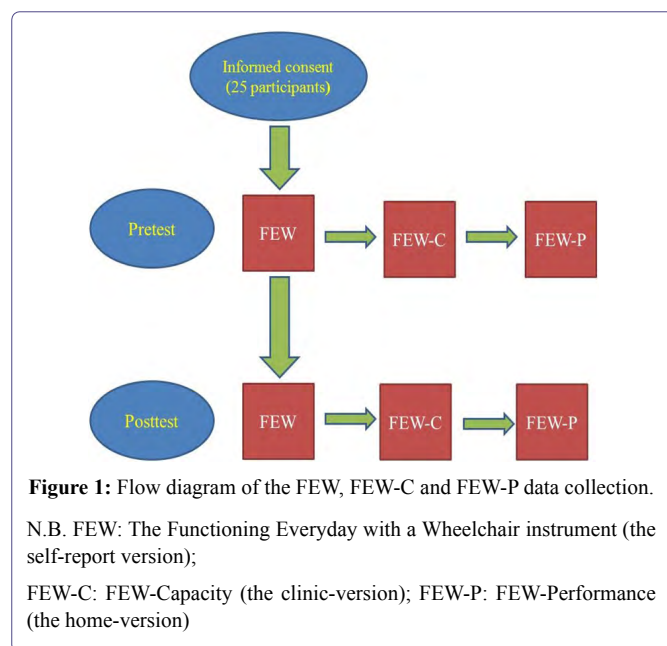 Informed consent
(25 participants)
Pretest
FEW
FEW-C
FEW-P
Posttest
FEW
FEW-C
FEW-P
Figure 1: Flow diagram of the FEW, FEW-C and FEW-P data collection.
N.B. FEW: The Functioning Everyday with a Wheelchair instrument (the
self-report version);
FEW-C: FEW-Capacity (the clinic-version); FEW-P: FEW-Performance
(the home-version)